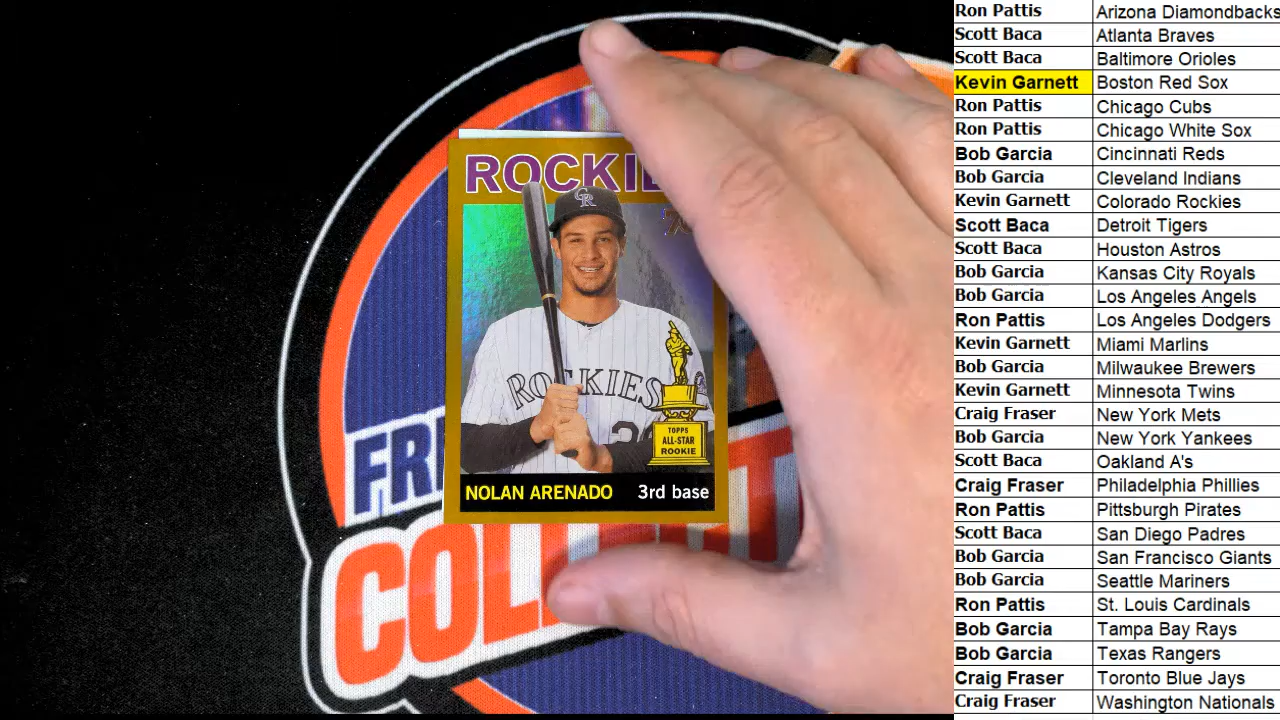 ROCKIE
ROCKIES
TOPPS
ALL-STAR
ROOKIE
NOLAN ARENADO 3rd base
Ron Pattis Arizona Diamondbacks
Scott Baca Atlanta Braves
Scott Baca Baltimore Orioles
Kevin Garnett Boston Red Sox
Ron Pattis Chicago Cubs
Ron Pattis Chicago White Sox
Bob Garcia Cincinnati Reds
Bob Garcia Cleveland Indians
Kevin Garnett Colorado Rockies
Scott Baca Detroit Tigers
Scott Baca Houston Astros
Bob Garcia Kansas City Royals
Bob Garcia Los Angeles Angels
Ron Pattis Los Angeles Dodgers
Kevin Garnett Miami Marlins
Bob Garcia Milwaukee Brewers
Kevin Garnett Minnesota Twins
Craig Fraser New York Mets
Bob Garcia New York Yankees
Scott Baca Oakland A's
Craig Fraser Philadelphia Phillies
Ron Pattis Pittsburgh Pirates
Scott Baca San Diego Padres
Bob Garcia San Francisco Giants
Bob Garcia Seattle Mariners
Ron Pattis St. Louis Cardinals
Bob Garcia Tampa Bay Rays
Bob Garcia Texas Rangers
Craig Fraser Toronto Blue Jays
Craig Fraser Washington Nationals